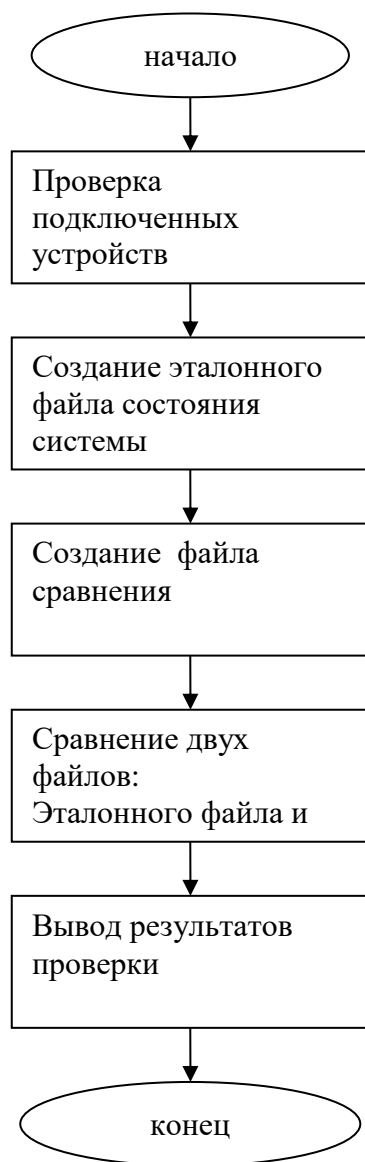 начало
Проверка
подключенных
устройств
Создание эталонного
файла состояния
системы
Создание файла
сравнения
Сравнение двух
файлов:
Эталонного файла и
Вывод результатов
проверки
конец